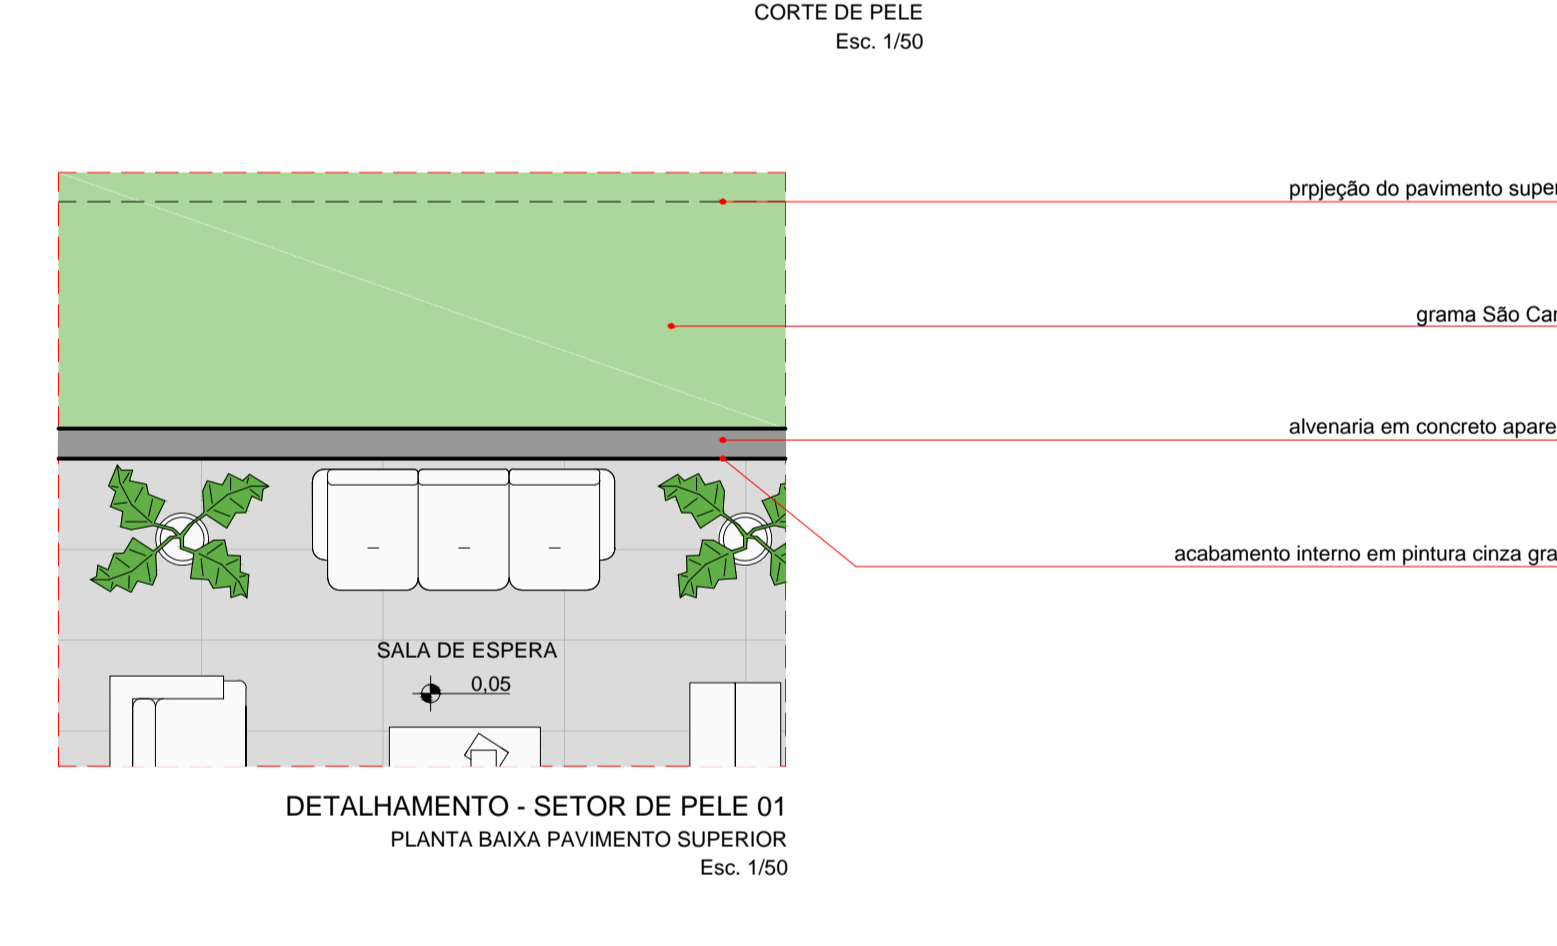 CORTE DE PELE
Esc. 1/50
prpjeção do pavimento super
grama São Car
alvenaria em concreto apare
acabamento interno em pintura cinza gra
SALA DE ESPERA
0,05
DETALHAMENTO - SETOR DE PELE 01
PLANTA BAIXA PAVIMENTO SUPERIOR
Esc. 1/50